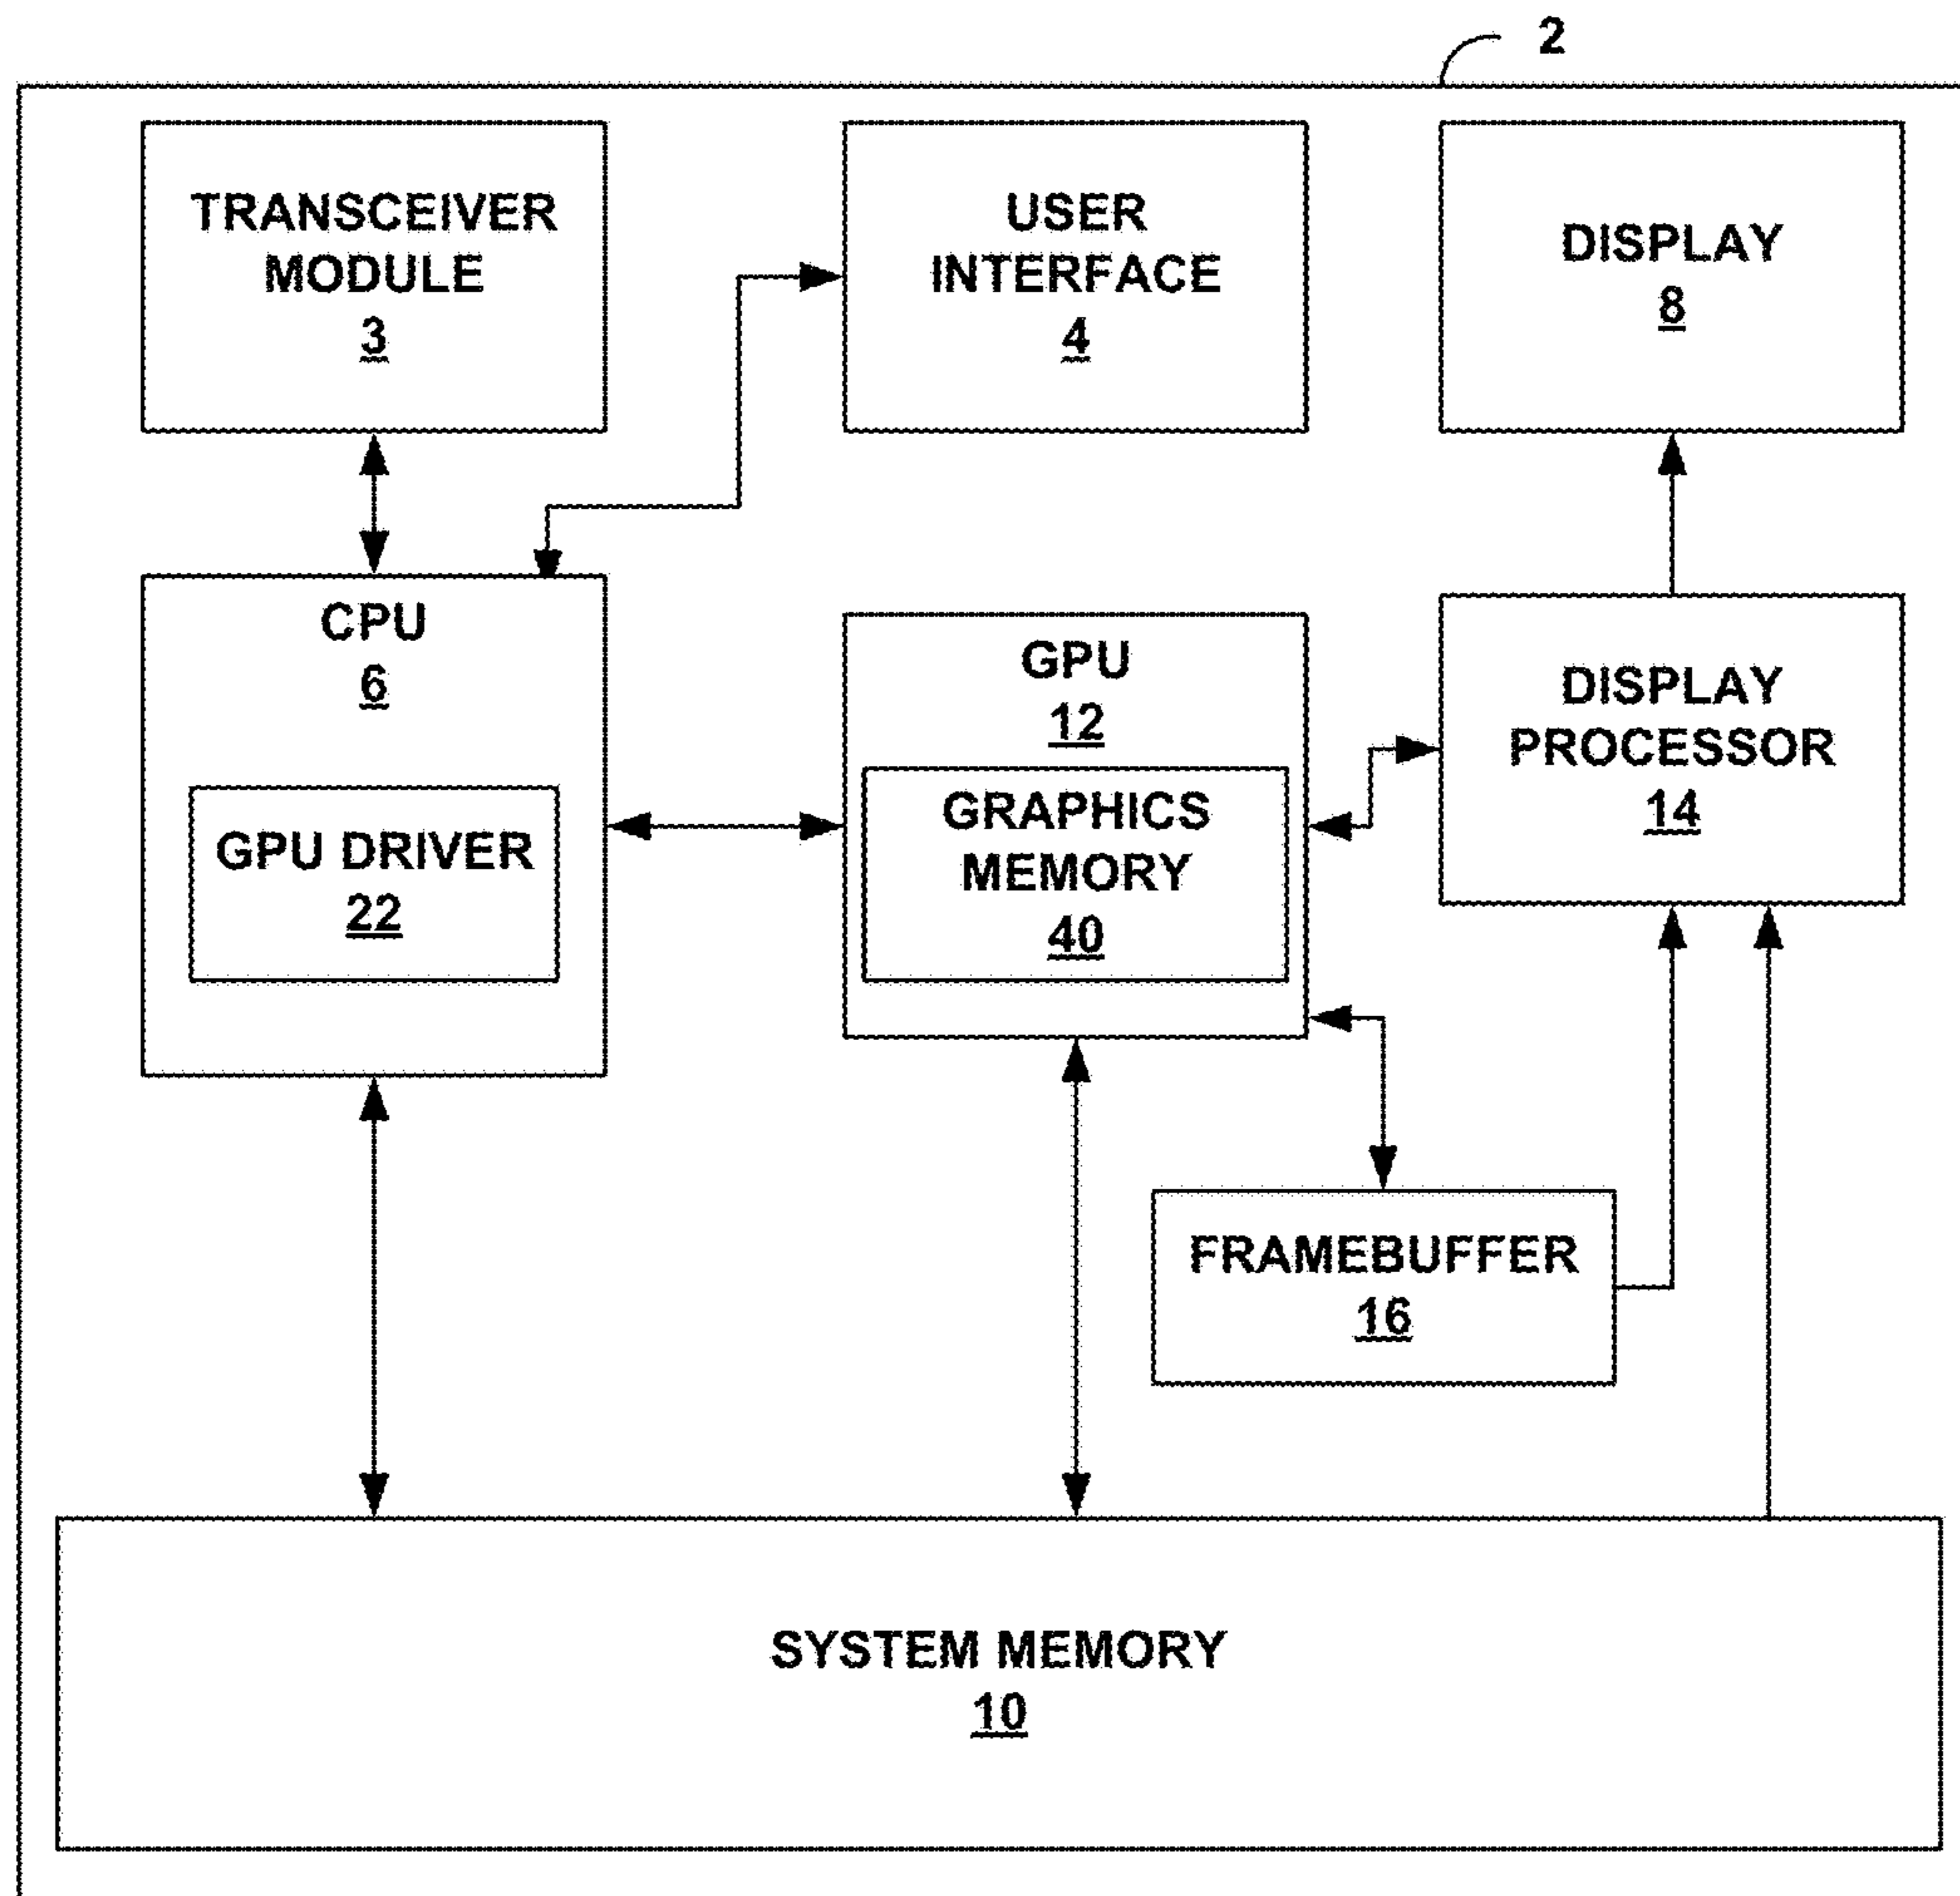 2
TRANSCEIVER
MODULE
3
USER
INTERFACE
4
DISPLAY
8
CPU
6
GPU DRIVER
22
GPU
12
GRAPHICS
MEMORY
40
DISPLAY
PROCESSOR
14
FRAMEBUFFER
16
SYSTEM MEMORY
10